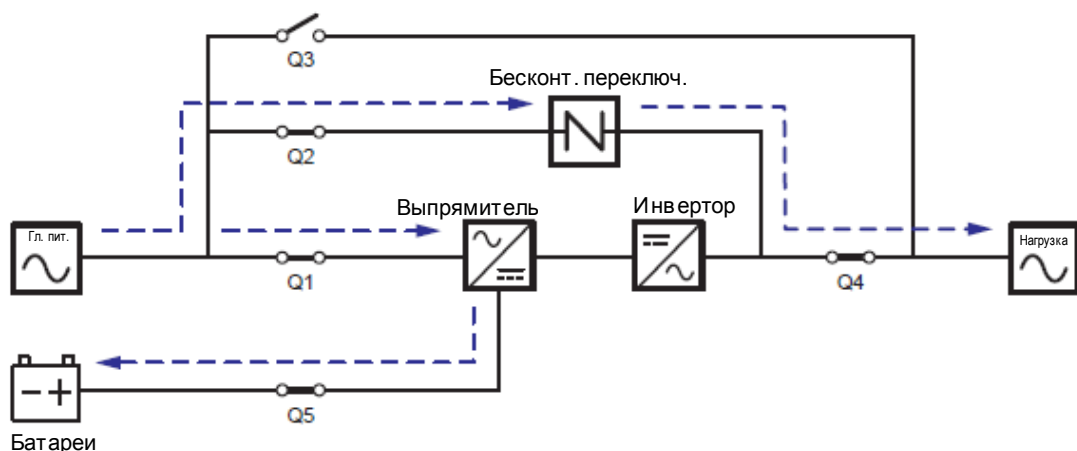 Q3
Бесконт. переключ.
Q2
Выпрямитель
Инвертор
Гл. пит.
Нагрузка
Q1
Q4
Q5
Батареи